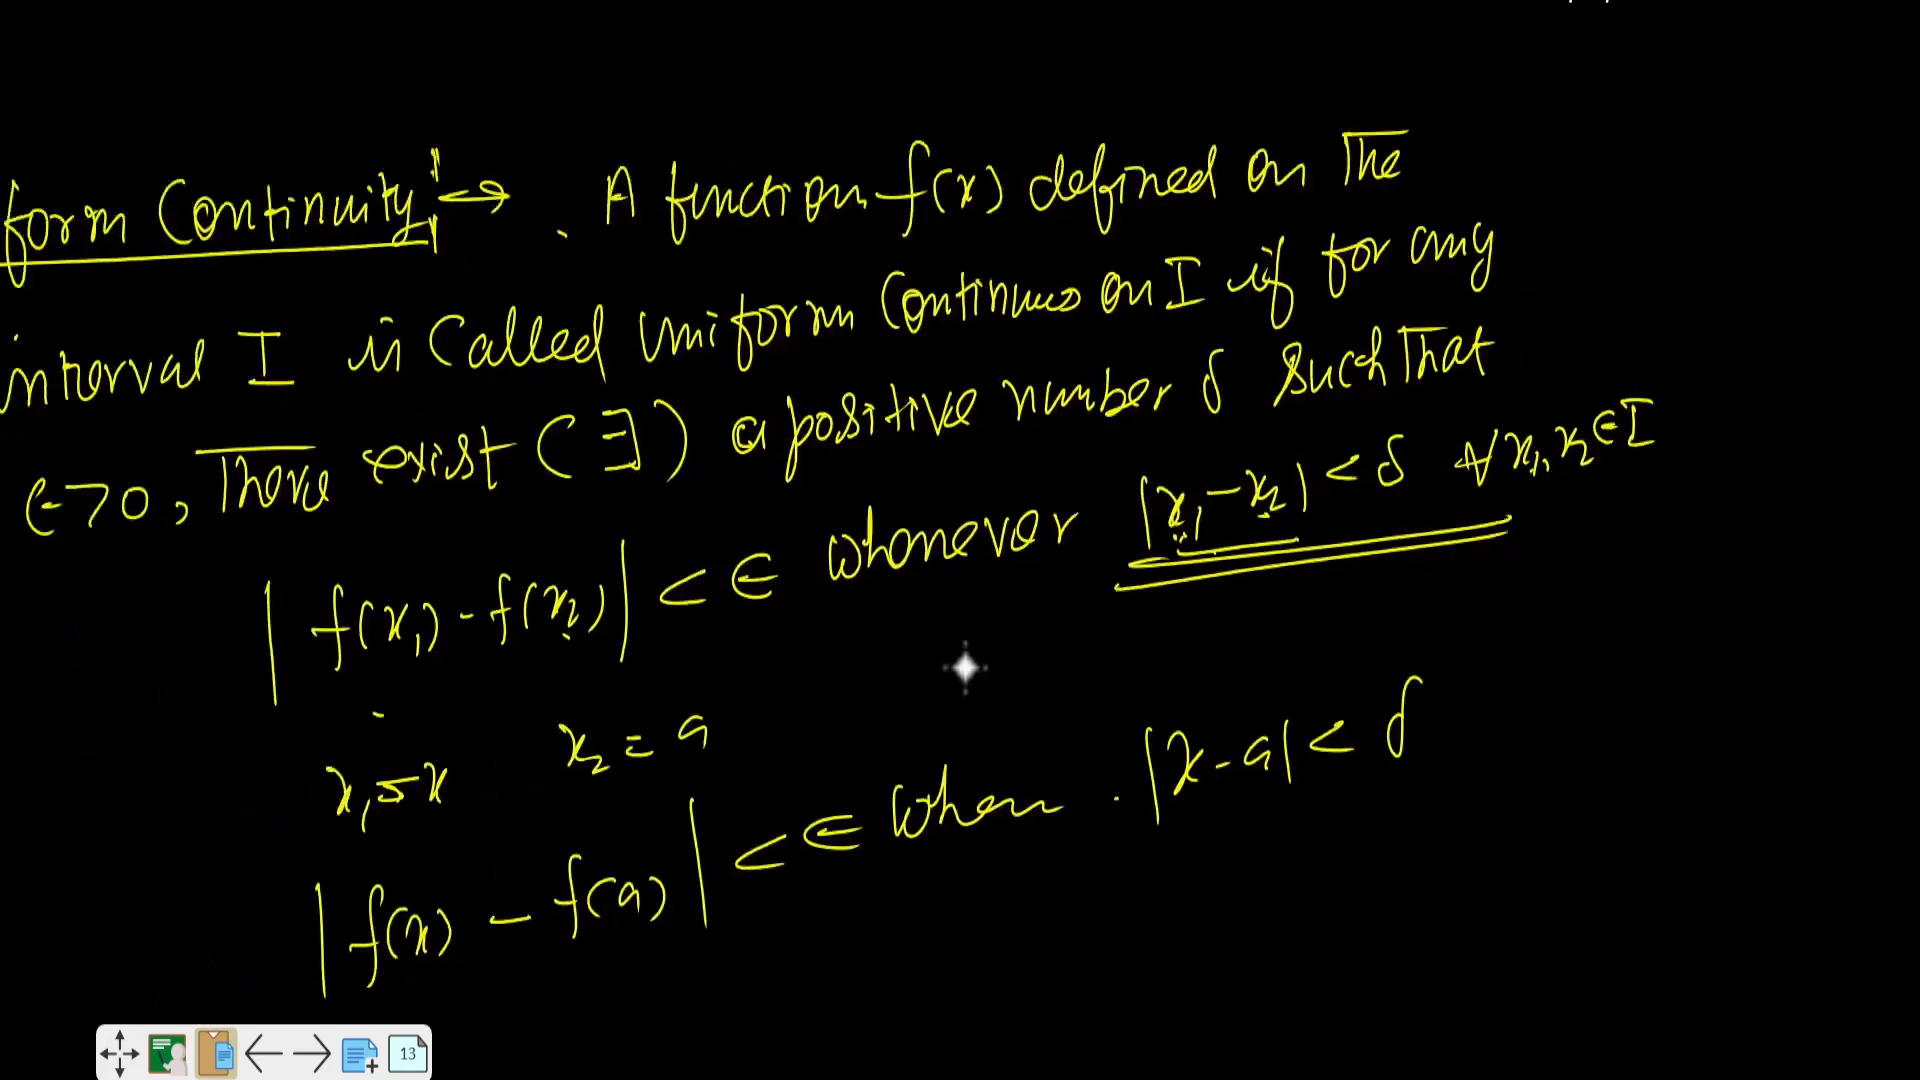 form Continuity :→ . A function f(x) defined on The
interval I is Called uniform Continuos on I if for any
ϵ>0, There exist (∃) a positive number δ such That
|f(x₁) - f(x₂)| < ϵ whenever |x₁-x₂| < δ ∀ x₁, x₂ ∈ I
x₁ = x x₂ = a
|f(x) - f(a)| < ϵ when . |x-a| < δ
13